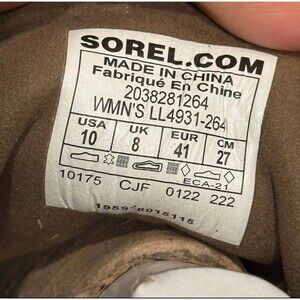 SOREL.COM
MADE IN CHINA
Fabriqué En Chine
2038281264
WMN'S LL4931-264
USA UK EUR CM
10 8 41 27
ECA-21
10175 CJF 0122 222